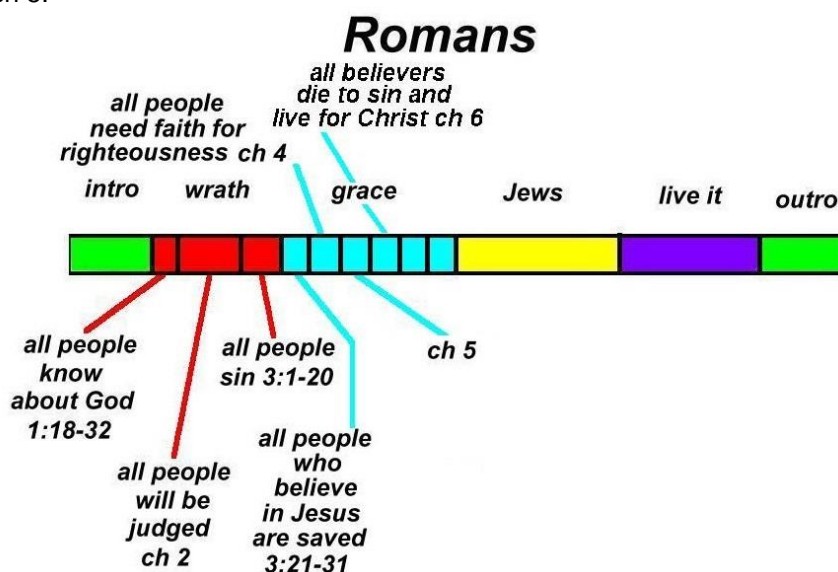 Romans
all believers
die to sin and
live for Christ ch 6
all people
need faith for
righteousness ch 4
intro
wrath
grace
Jews
live it
outro
all people
know
about God
1:18-32
all people
sin 3:1-20
ch 5
all people
will be
judged
ch 2
all people
who
believe
in Jesus
are saved
3:21-31